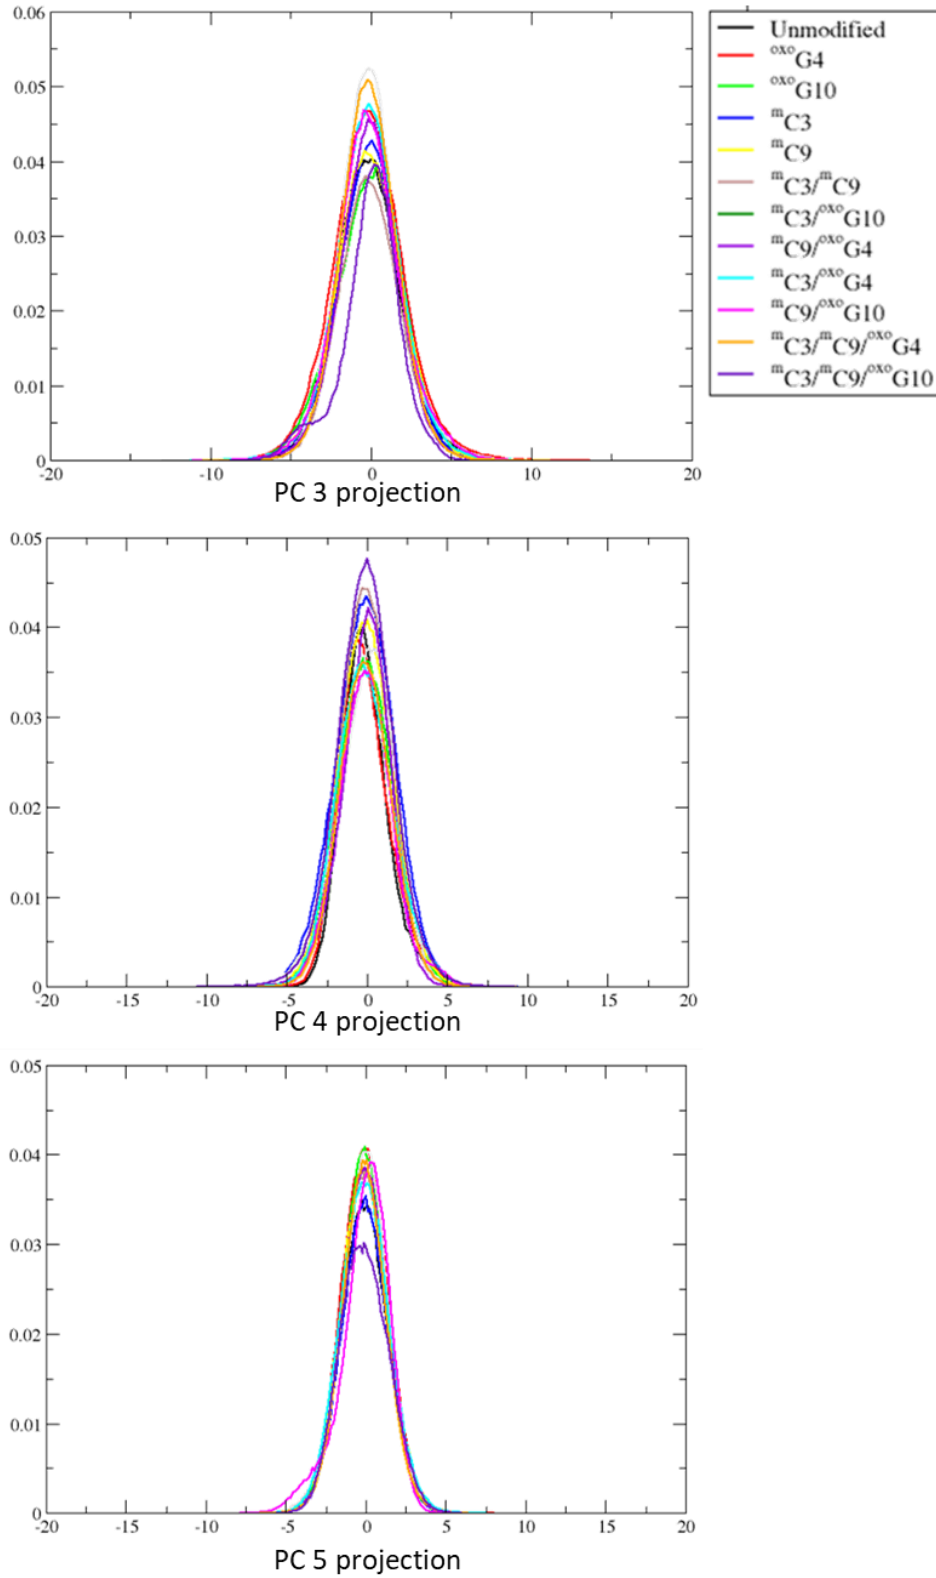 0.06
0.05
0.04
0.03
0.02
0.01
0
-20
-10
0
10
20
PC 3 projection
Unmodified
oxoG4
oxoG10
mC3
mC9
mC3/mC9
mC3/oxoG10
mC9/oxoG4
mC3/oxoG4
mC9/oxoG10
mC3/mC9/oxoG4
mC3/mC9/oxoG10
0.05
0.04
0.03
0.02
0.01
0
-20
-15
-10
-5
0
5
10
15
20
PC 4 projection
0.05
0.04
0.03
0.02
0.01
0
-20
-15
-10
-5
0
5
10
15
20
PC 5 projection